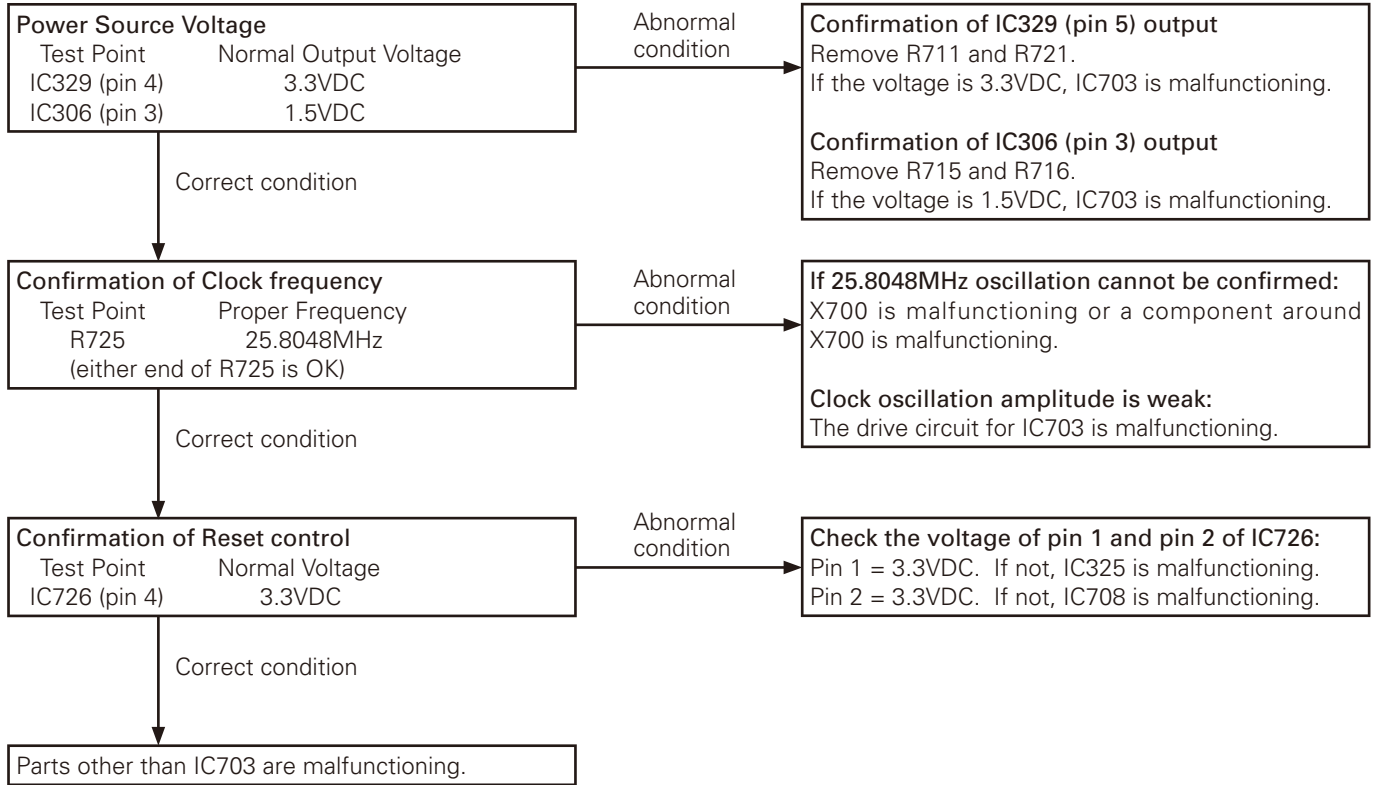 Power Source Voltage
Test Point Normal Output Voltage
IC329 (pin 4) 3.3VDC
IC306 (pin 3) 1.5VDC
Abnormal
condition
Confirmation of IC329 (pin 5) output
Remove R711 and R721.
If the voltage is 3.3VDC, IC703 is malfunctioning.
Confirmation of IC306 (pin 3) output
Remove R715 and R716.
If the voltage is 1.5VDC, IC703 is malfunctioning.
Correct condition
Confirmation of Clock frequency
Test Point Proper Frequency
R725 25.8048MHz
(either end of R725 is OK)
Abnormal
condition
If 25.8048MHz oscillation cannot be confirmed:
X700 is malfunctioning or a component around
X700 is malfunctioning.
Clock oscillation amplitude is weak:
The drive circuit for IC703 is malfunctioning.
Correct condition
Confirmation of Reset control
Test Point Normal Voltage
IC726 (pin 4) 3.3VDC
Abnormal
condition
Check the voltage of pin 1 and pin 2 of IC726:
Pin 1 = 3.3VDC. If not, IC325 is malfunctioning.
Pin 2 = 3.3VDC. If not, IC708 is malfunctioning.
Correct condition
Parts other than IC703 are malfunctioning.